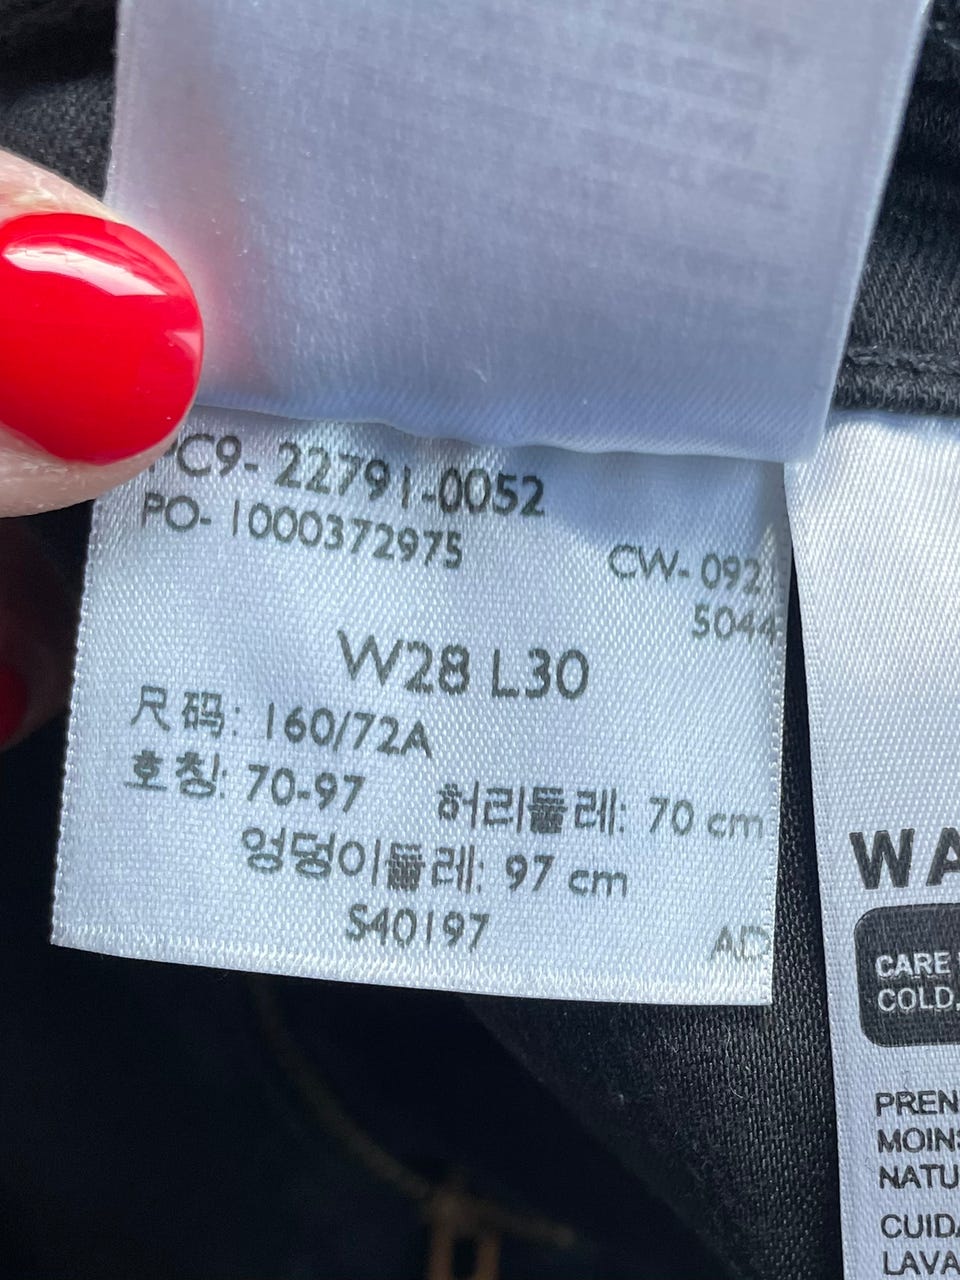 PC9- 22791-0052
PO- 1000372975
CW- 092
5044
W28 L30
尺码: 160/72A
호칭: 70-97 허리둘레: 70 cm
엉덩이둘레: 97 cm
S40197
AD
WA
CARE
COLD,
PREN
MOINS
NATU
CUIDA
LAVA